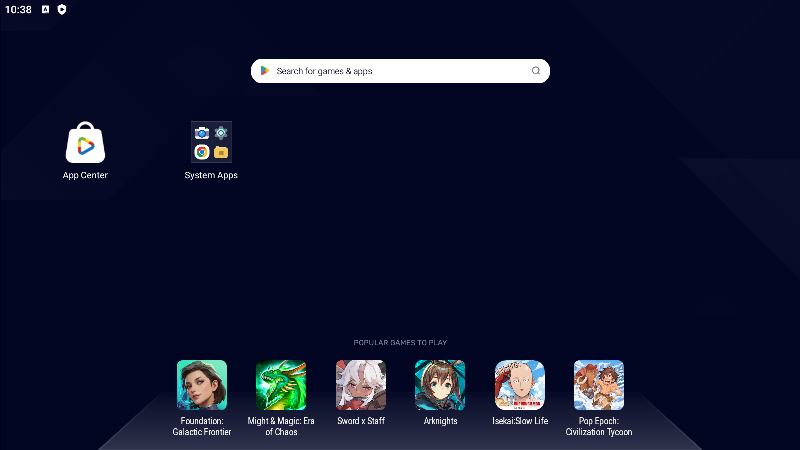 10:38
A
Search for games & apps
App Center
System Apps
POPULAR GAMES TO PLAY
Foundation:
Galactic Frontier
Might & Magic: Era
of Chaos
Sword x Staff
Arknights
Isekai:Slow Life
Pop Epoch:
Civilization Tycoon